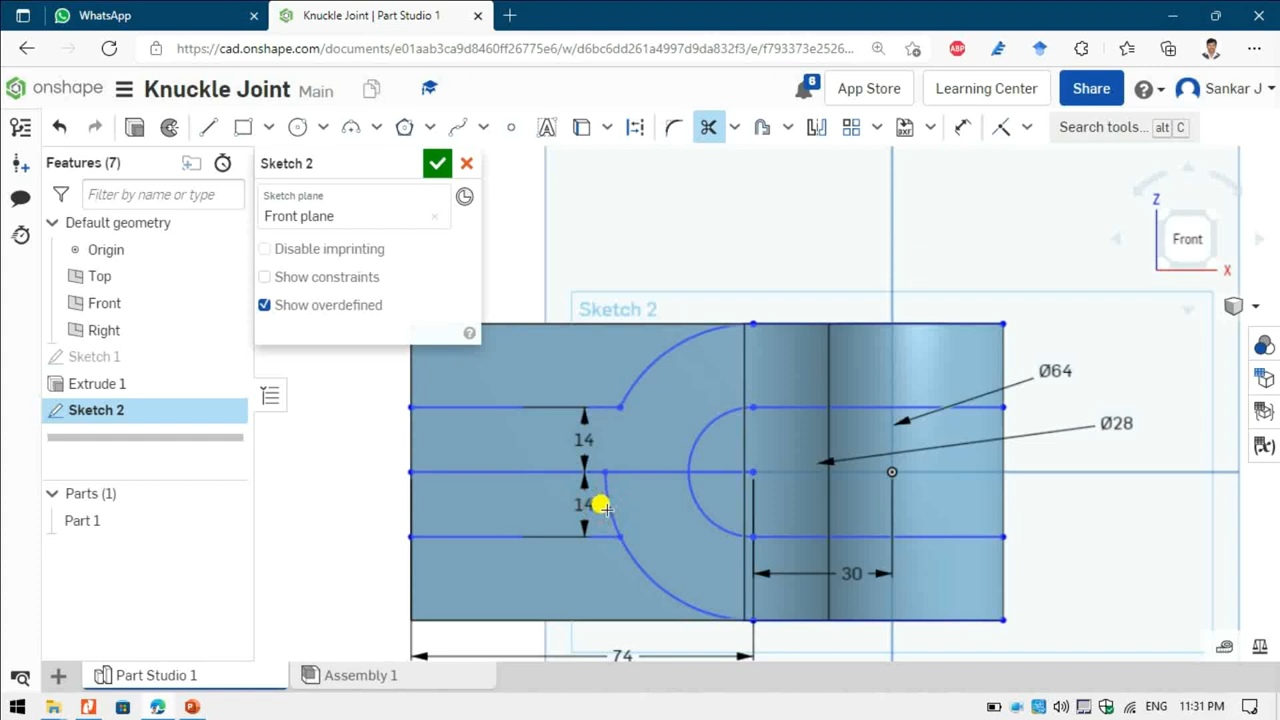 WhatsApp
Knuckle Joint | Part Studio 1
https://cad.onshape.com/documents/e01aab3ca9d8460ff26775e6/w/d6bc6dd361a4997d9da832f3/e/f793373e2526...
ABP
onshape
Knuckle Joint
Main
6
App Store
Learning Center
Share
Sankar J
Search tools...
alt C
Features (7)
Filter by name or type
Default geometry
Origin
Top
Front
Right
Sketch 1
Extrude 1
Sketch 2
Parts (1)
Part 1
Sketch 2
Sketch plane
Front plane
Disable imprinting
Show constraints
Show overdefined
Sketch 2
Z
Front
X
Ø64
Ø28
14
14
30
74
Part Studio 1
Assembly 1
ENG
11:31 PM